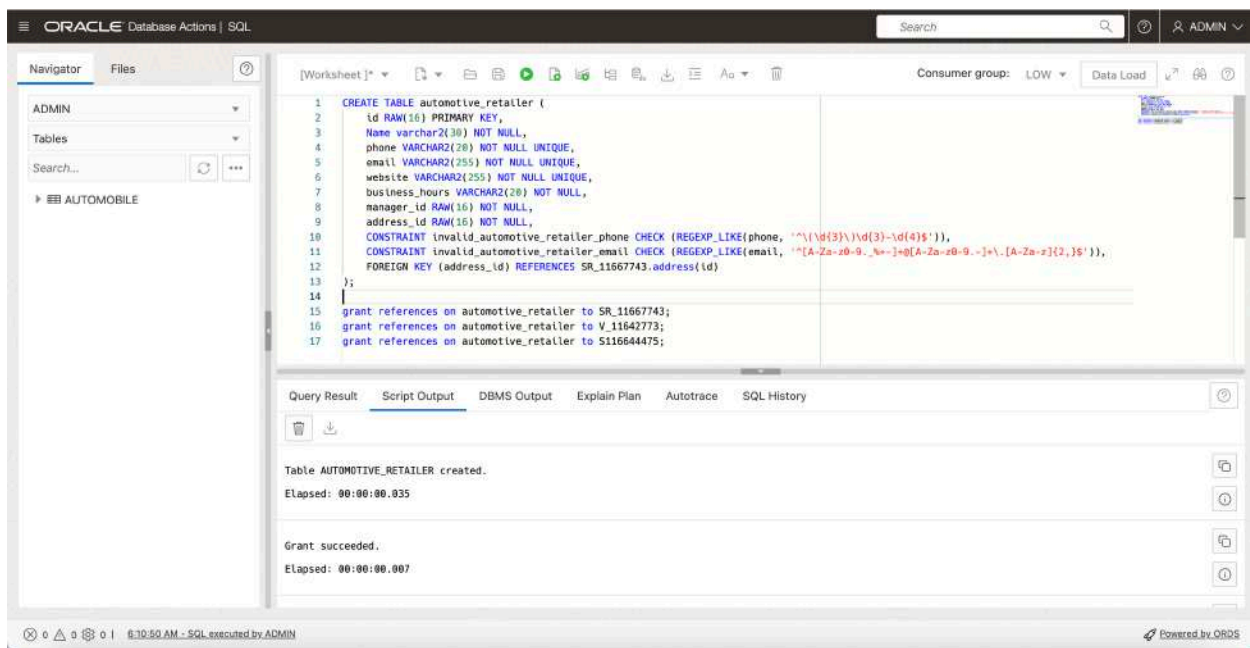 ORACLE Database Actions | SQL
Search
ADMIN
Navigator Files
ADMIN
Tables
Search...
AUTOMOBILE
[Worksheet]*
Aa
Consumer group: LOW
Data Load
1 CREATE TABLE automotive_retailer (
2 id RAW(16) PRIMARY KEY,
3 Name varchar2(30) NOT NULL,
4 phone VARCHAR2(20) NOT NULL UNIQUE,
5 email VARCHAR2(255) NOT NULL UNIQUE,
6 website VARCHAR2(255) NOT NULL UNIQUE,
7 business_hours VARCHAR2(20) NOT NULL,
8 manager_id RAW(16) NOT NULL,
9 address_id RAW(16) NOT NULL,
10 CONSTRAINT invalid_automotive_retailer_phone CHECK (REGEXP_LIKE(phone, '^\(\d{3}\)\d{3}-\d{4}$')),
11 CONSTRAINT invalid_automotive_retailer_email CHECK (REGEXP_LIKE(email, '^[A-Za-z0-9._%+-]+@[A-Za-z0-9.-]+\.[A-Za-z]{2,}$')),
12 FOREIGN KEY (address_id) REFERENCES SR_11667743.address(id)
13 );
14
15 grant references on automotive_retailer to SR_11667743;
16 grant references on automotive_retailer to V_11642773;
17 grant references on automotive_retailer to S116644475;
Query Result Script Output DBMS Output Explain Plan Autotrace SQL History
Table AUTOMOTIVE_RETAILER created.
Elapsed: 00:00:00.035
Grant succeeded.
Elapsed: 00:00:00.007
0 0 0 | 6:10:50 AM - SQL executed by ADMIN
Powered by ORDS